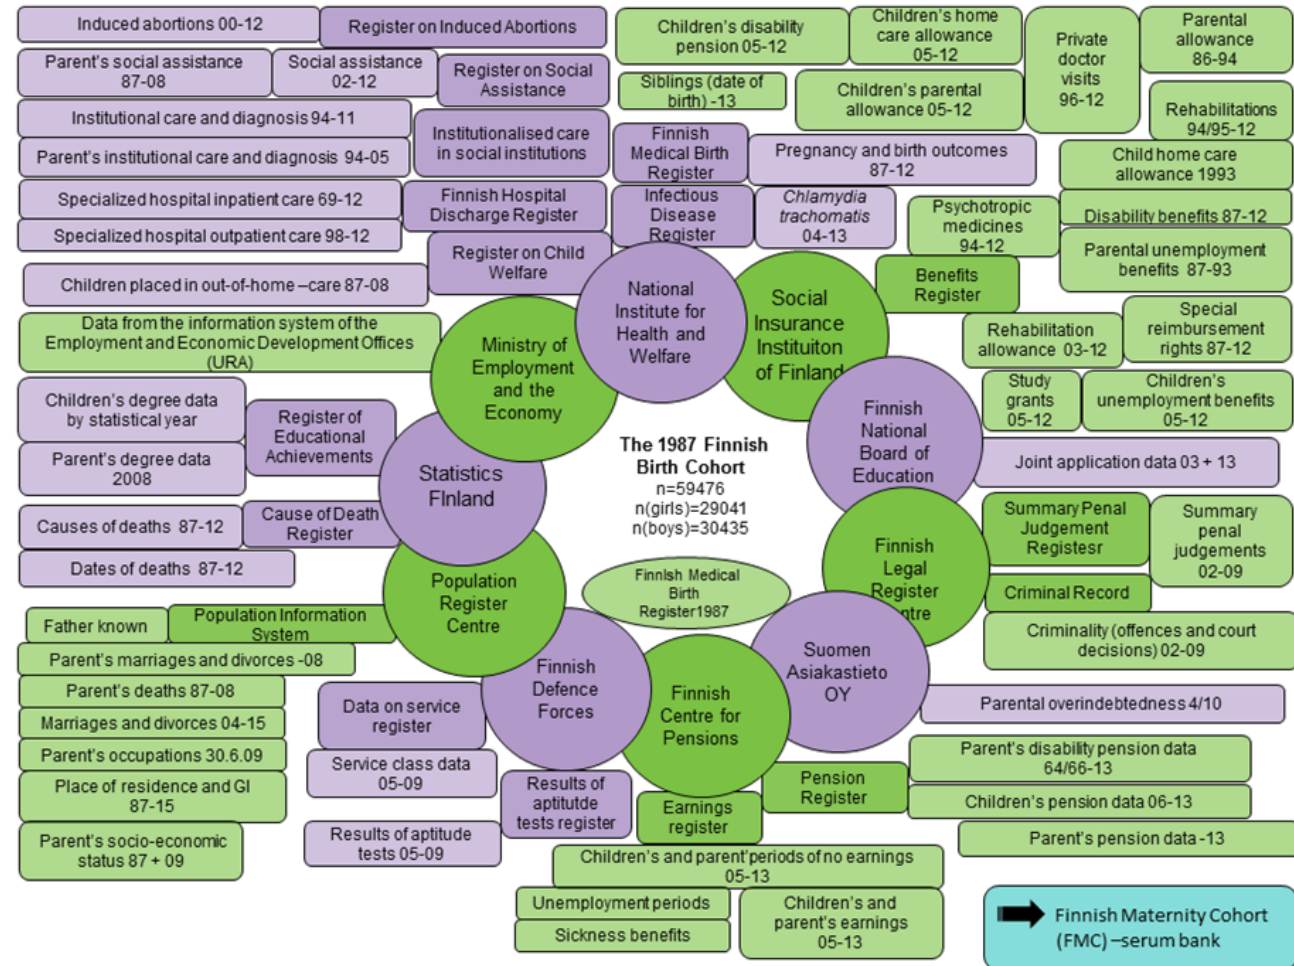 Induced abortions 00-12
Register on Induced Abortions
Children's disability
pension 05-12
Children's home
care allowance
05-12
Private
doctor
visits
96-12
Parental
allowance
86-94
Parent's social assistance
87-08
Social assistance
02-12
Register on Social
Assistance
Siblings (date of
birth) -13
Children's parental
allowance 05-12
Rehabilitations
94/95-12
Institutional care and diagnosis 94-11
Parent's institutional care and diagnosis 94-05
Institutionalised care
in social institutions
Finnish
Medical Birth
Register
Pregnancy and birth outcomes
87-12
Child home care
allowance 1993
Specialized hospital inpatient care 69-12
Specialized hospital outpatient care 98-12
Finnish Hospital
Discharge Register
Infectious
Disease
Register
Chlamydia
trachomatis
04-13
Psychotropic
medicines
94-12
Disability benefits 87-12
Parental unemployment
benefits 87-93
Register on Child
Welfare
Children placed in out-of-home –care 87-08
National
Institute for
Health and
Welfare
Social
Insurance
Instituiton
of Finland
Benefits
Register
Data from the information system of the
Employment and Economic Development Offices
(URA)
Ministry of
Employment
and the
Economy
Rehabilitation
allowance 03-12
Special
reimbursement
rights 87-12
Children's degree data
by statistical year
Parent's degree data
2008
Register of
Educational
Achievements
Study
grants
05-12
Children's
unemployment benefits
05-12
Finnish
National
Board of
Education
Joint application data 03 + 13
Statistics
FInland
The 1987 Finnish
Birth Cohort
n=59476
n(girls)=29041
n(boys)=30435
Causes of deaths 87-12
Cause of Death
Register
Dates of deaths 87-12
Summary Penal
Judgement
Registesr
Summary
penal
judgements
02-09
Finnish
Legal
Register
ntre
Criminal Record
Criminality (offences and court
decisions) 02-09
Population
Register
Centre
Finnish Medical
Birth
Register1987
Father known
Population Information
System
Parent's marriages and divorces -08
Parent's deaths 87-08
Marriages and divorces 04-15
Parent's occupations 30.6.09
Place of residence and GI
87-15
Parent's socio-economic
status 87 + 09
Finnish
Defence
Forces
Data on service
register
Service class data
05-09
Results of aptitude
tests 05-09
Results of
aptitutde
tests register
Finnish
Centre for
Pensions
Suomen
Asiakastieto
OY
Parental overindebtedness 4/10
Pension
Register
Parent's disability pension data
64/66-13
Children's pension data 06-13
Parent's pension data -13
Earnings
register
Children's and parent'periods of no earnings
05-13
Unemployment periods
Sickness benefits
Children's and
parent's earnings
05-13
Finnish Maternity Cohort
(FMC) –serum bank